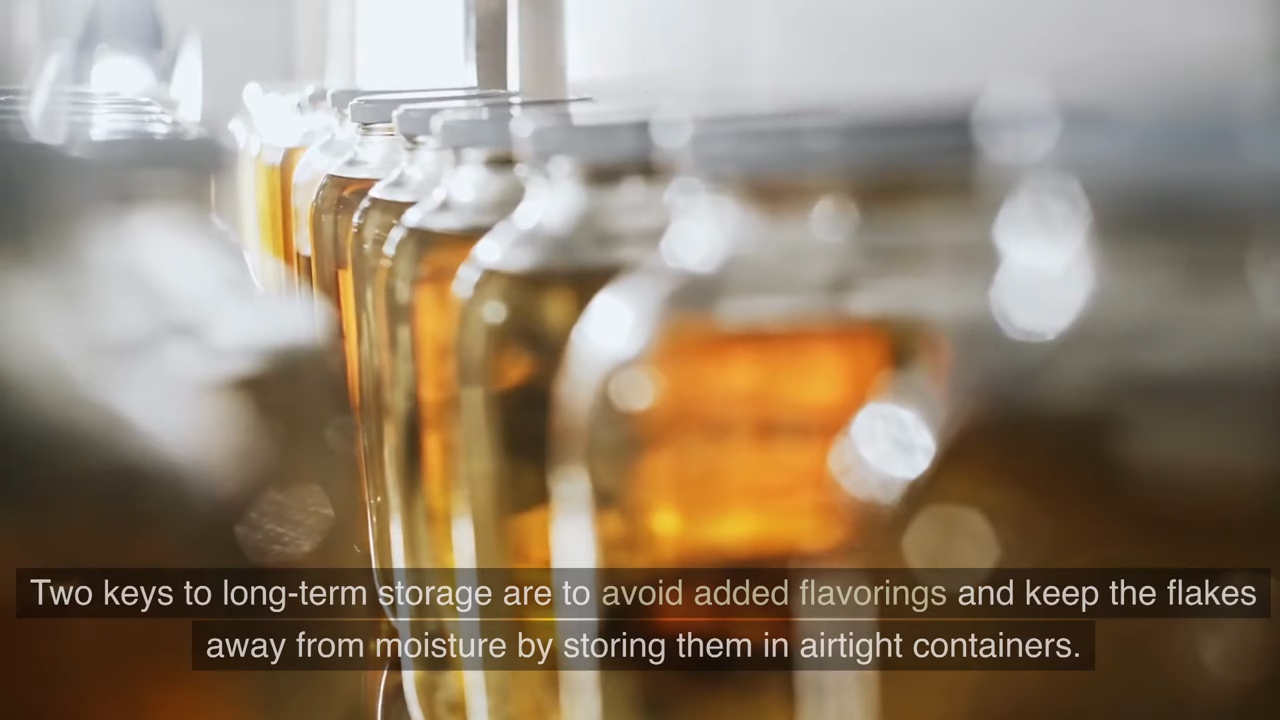 Two keys to long-term storage are to avoid added flavorings and keep the flakes
away from moisture by storing them in airtight containers.